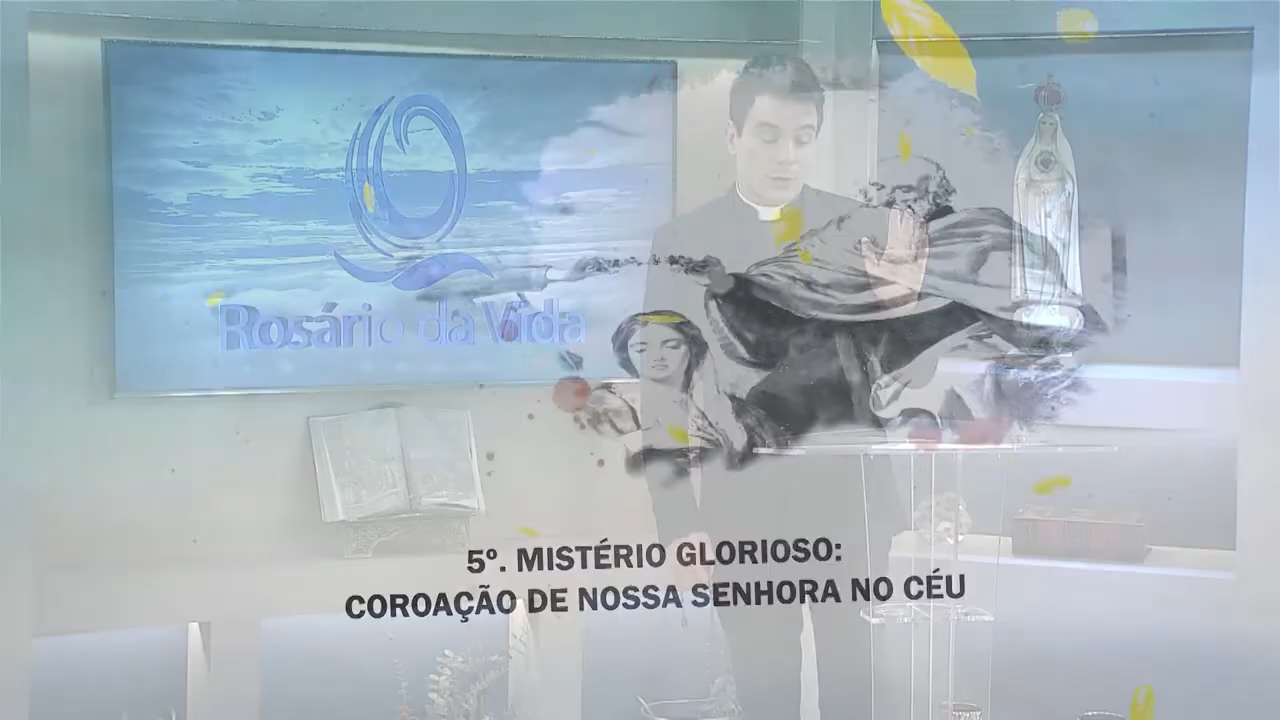 Rosário da Vida
5º. MISTÉRIO GLORIOSO:
COROAÇÃO DE NOSSA SENHORA NO CÉU